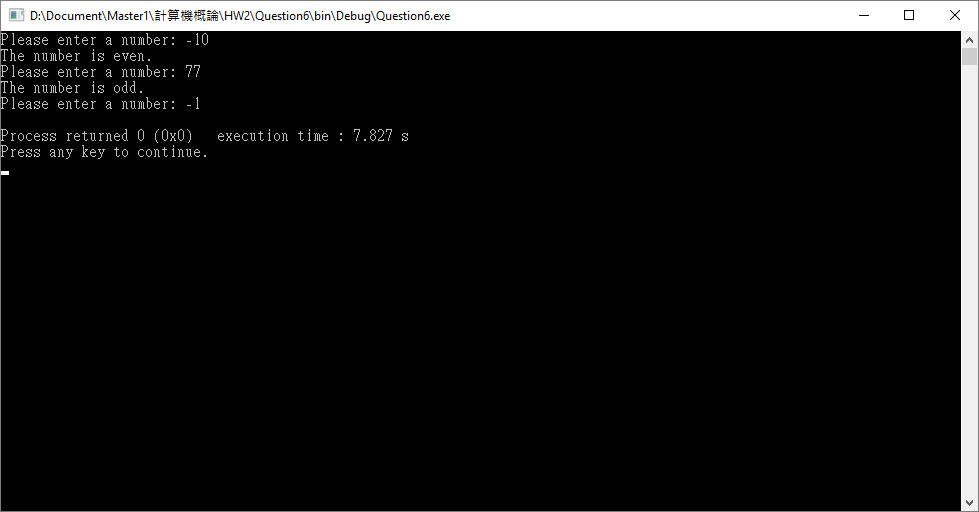 D:\Document\Master1\計算機概論\HW2\Question6\bin\Debug\Question6.exe
Please enter a number: -10
The number is even.
Please enter a number: 77
The number is odd.
Please enter a number: -1
Process returned 0 (0x0)   execution time : 7.827 s
Press any key to continue.